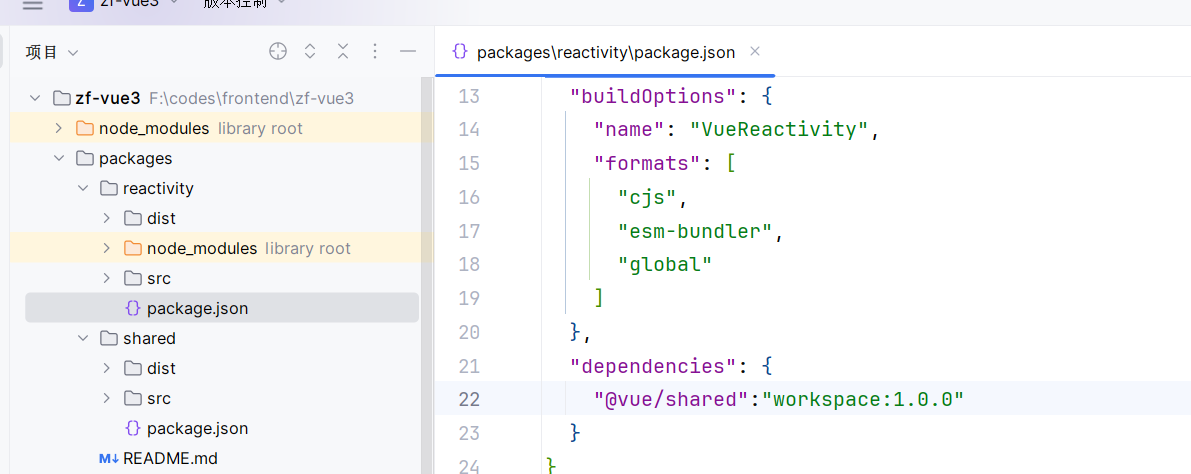 Z zf-vue3 版本控制
项目
zf-vue3 F:\codes\frontend\zf-vue3
node_modules library root
packages
reactivity
dist
node_modules library root
src
{} package.json
shared
dist
src
{} package.json
M↓ README.md
{} packages\reactivity\package.json ×
13 "buildOptions": {
14 "name": "VueReactivity",
15 "formats": [
16 "cjs",
17 "esm-bundler",
18 "global"
19 ]
20 },
21 "dependencies": {
22 "@vue/shared":"workspace:1.0.0"
23 }
24 }